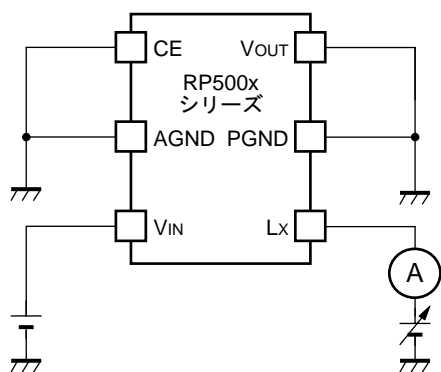 CE
VOUT
RP500x
シリーズ
AGND
PGND
VIN
LX
A